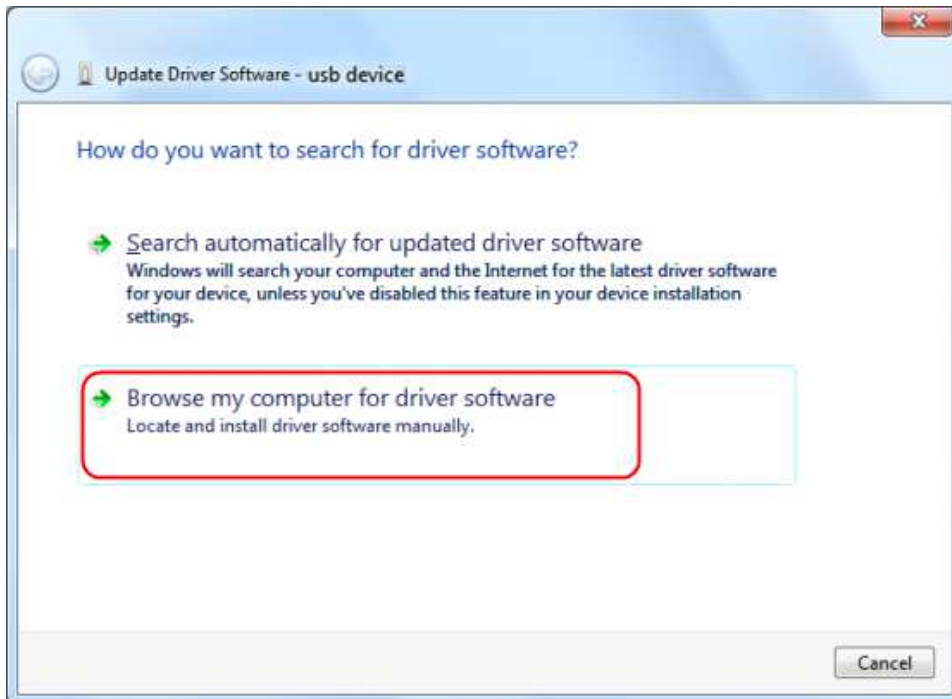 Update Driver Software - usb device
How do you want to search for driver software?
Search automatically for updated driver software
Windows will search your computer and the Internet for the latest driver software
for your device, unless you've disabled this feature in your device installation
settings.
Browse my computer for driver software
Locate and install driver software manually.
Cancel